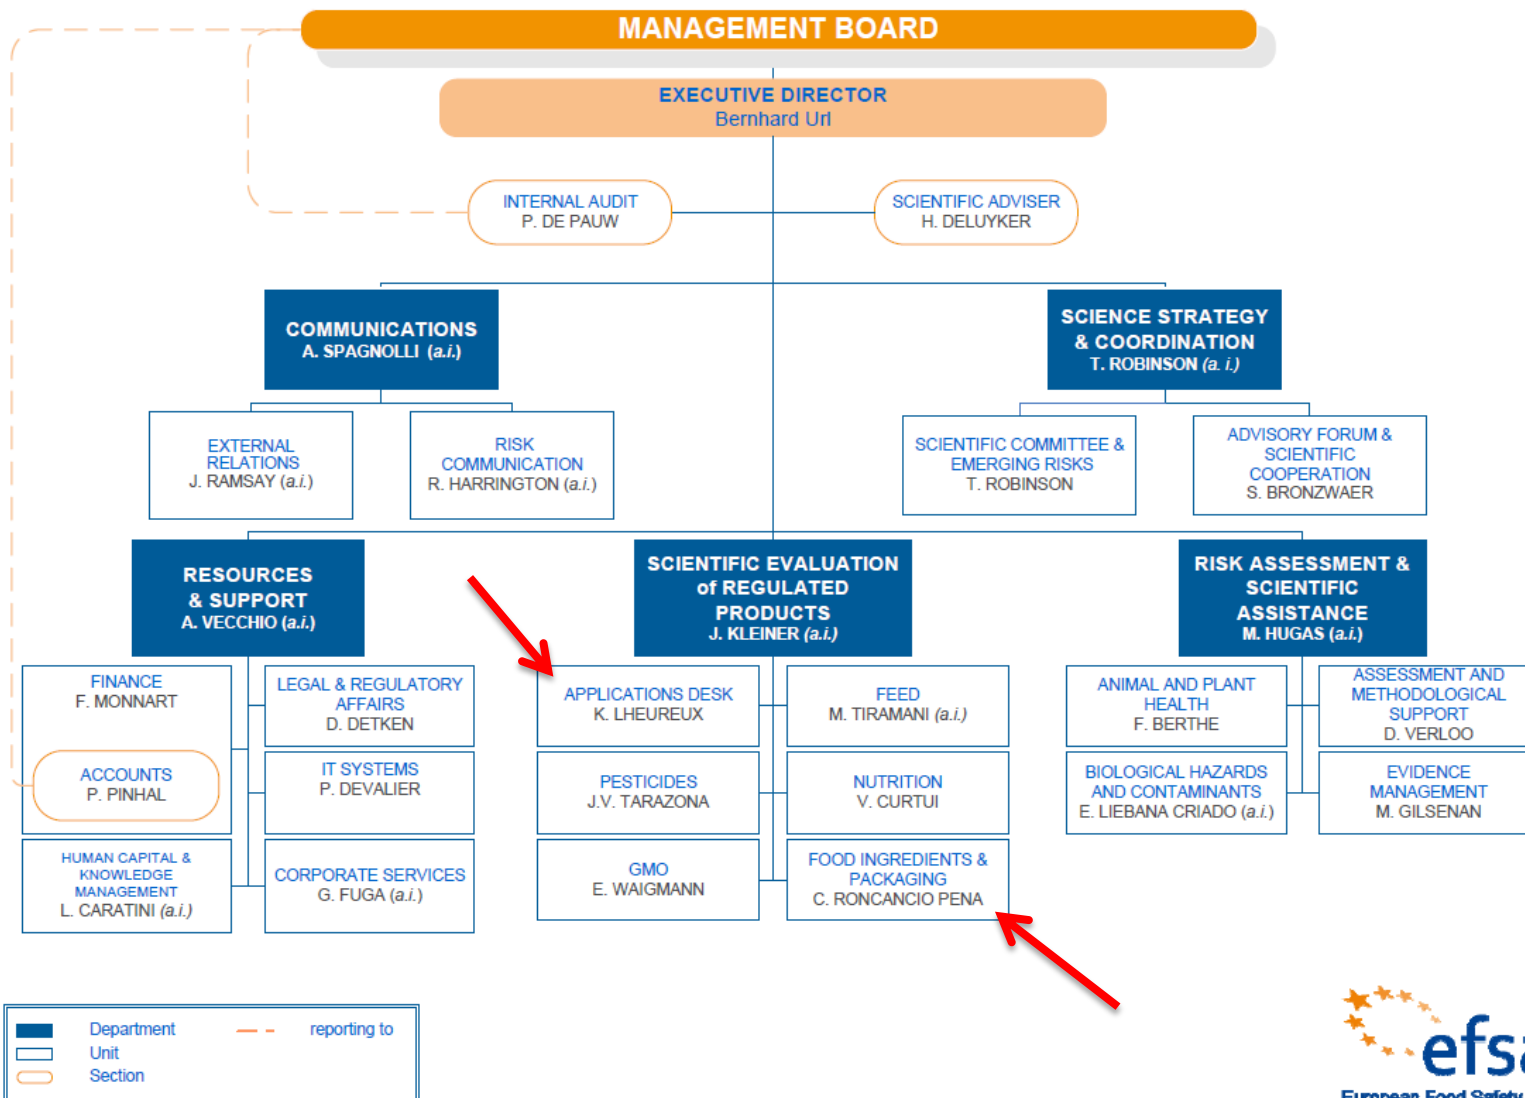 MANAGEMENT BOARD
EXECUTIVE DIRECTOR
Bernhard Url
INTERNAL AUDIT
P. DE PAUW
SCIENTIFIC ADVISER
H. DELUYKER
COMMUNICATIONS
A. SPAGNOLLI (a.i.)
SCIENCE STRATEGY
& COORDINATION
T. ROBINSON (a. i.)
EXTERNAL
RELATIONS
J. RAMSAY (a.i.)
RISK
COMMUNICATION
R. HARRINGTON (a.i.)
SCIENTIFIC COMMITTEE &
EMERGING RISKS
T. ROBINSON
ADVISORY FORUM &
SCIENTIFIC
COOPERATION
S. BRONZWAER
RESOURCES
& SUPPORT
A. VECCHIO (a.i.)
SCIENTIFIC EVALUATION
of REGULATED
PRODUCTS
J. KLEINER (a.i.)
RISK ASSESSMENT &
SCIENTIFIC
ASSISTANCE
M. HUGAS (a.i.)
FINANCE
F. MONNART
ACCOUNTS
P. PINHAL
HUMAN CAPITAL &
KNOWLEDGE
MANAGEMENT
L. CARATINI (a.i.)
LEGAL & REGULATORY
AFFAIRS
D. DETKEN
IT SYSTEMS
P. DEVALIER
CORPORATE SERVICES
G. FUGA (a.i.)
APPLICATIONS DESK
K. LHEUREUX
PESTICIDES
J.V. TARAZONA
GMO
E. WAIGMANN
FEED
M. TIRAMANI (a.i.)
NUTRITION
V. CURTUI
FOOD INGREDIENTS &
PACKAGING
C. RONCANCIO PENA
ANIMAL AND PLANT
HEALTH
F. BERTHE
BIOLOGICAL HAZARDS
AND CONTAMINANTS
E. LIEBANA CRIADO (a.i.)
ASSESSMENT AND
METHODOLOGICAL
SUPPORT
D. VERLOO
EVIDENCE
MANAGEMENT
M. GILSENAN
Department
reporting to
Unit
Section
efsa
European Food Safety